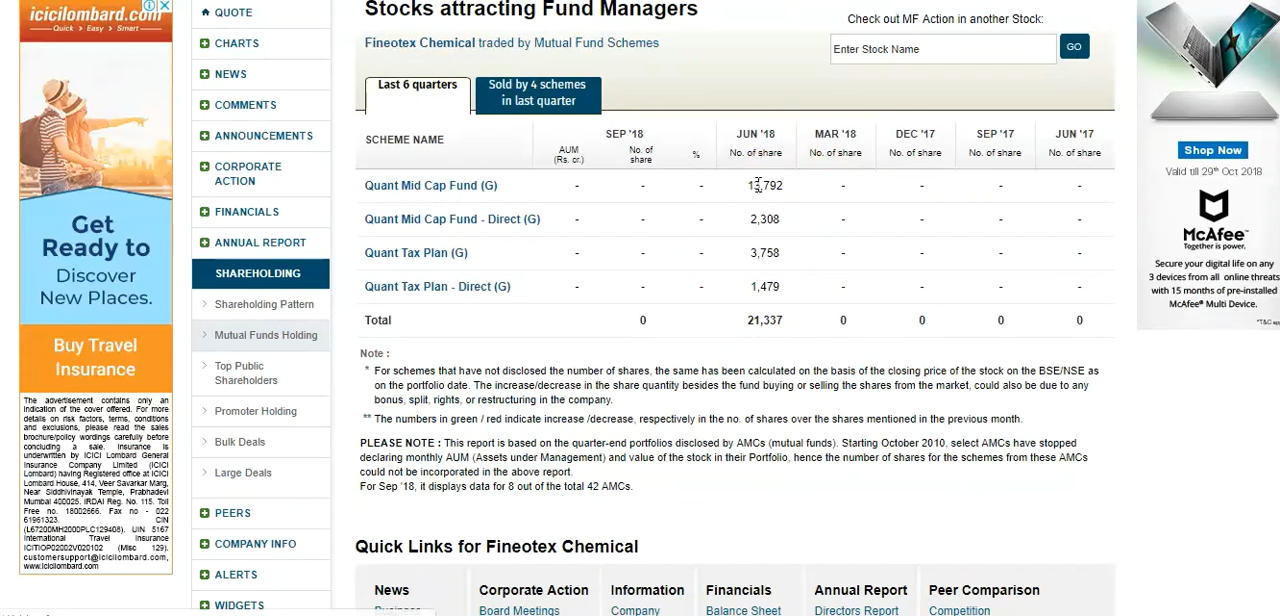 icicilombard.com
Quick > Easy > Smart
Get
Ready to
Discover
New Places.
Buy Travel
Insurance
The advertisement contains only an
indication of the cover offered. For more
details on risk factors, terms, conditions
and exclusions, please read the sales
brochure/policy wordings carefully before
concluding a sale. Insurance is
underwritten by ICICI Lombard General
Insurance Company Limited (ICICI
Lombard) having Registered office at ICICI
Lombard House, 414, Veer Savarkar Marg,
Near Siddhivinayak Temple, Prabhadevi
Mumbai 400025. IRDAI Reg. No. 115. Toll
Free no. 18002666. Fax no - 022
61961323. CIN
(L67200MH2000PLC129408). UIN 5167
International Travel Insurance
ICITIOP02002V020102 (Misc 129).
customersupport@icicilombard.com,
www.icicilombard.com
QUOTE
CHARTS
NEWS
COMMENTS
ANNOUNCEMENTS
CORPORATE
ACTION
FINANCIALS
ANNUAL REPORT
SHAREHOLDING
Shareholding Pattern
Mutual Funds Holding
Top Public
Shareholders
Promoter Holding
Bulk Deals
Large Deals
PEERS
COMPANY INFO
ALERTS
WIDGETS
Stocks attracting Fund Managers
Check out MF Action in another Stock:
Fineotex Chemical traded by Mutual Fund Schemes
Enter Stock Name GO
Last 6 quarters
Sold by 4 schemes
in last quarter
SCHEME NAME SEP '18 JUN '18 MAR '18 DEC '17 SEP '17 JUN '17
AUM (Rs. cr.) No. of share % No. of share No. of share No. of share No. of share No. of share
Quant Mid Cap Fund (G) - - - - - - -
Quant Mid Cap Fund - Direct (G) - - - 2,308 - - - -
Quant Tax Plan (G) - - - 3,758 - - - -
Quant Tax Plan - Direct (G) - - - 1,479 - - - -
Total 0 21,337 0 0 0 0
Note :
* For schemes that have not disclosed the number of shares, the same has been calculated on the basis of the closing price of the stock on the BSE/NSE as
on the portfolio date. The increase/decrease in the share quantity besides the fund buying or selling the shares from the market, could also be due to any
bonus, split, rights, or restructuring in the company.
** The numbers in green / red indicate increase /decrease, respectively in the no. of shares over the shares mentioned in the previous month.
PLEASE NOTE : This report is based on the quarter-end portfolios disclosed by AMCs (mutual funds). Starting October 2010, select AMCs have stopped
declaring monthly AUM (Assets under Management) and value of the stock in their Portfolio, hence the number of shares for the schemes from these AMCs
could not be incorporated in the above report.
For Sep '18, it displays data for 8 out of the total 42 AMCs.
Quick Links for Fineotex Chemical
News Corporate Action Information Financials Annual Report Peer Comparison
Business Board Meetings Company Balance Sheet Directors Report Competition
Shop Now
Valid till 29th Oct 2018
McAfee™
Together is power.
Secure your digital life on any
3 devices from all online threats
with 15 months of pre-installed
McAfee® Multi Device.